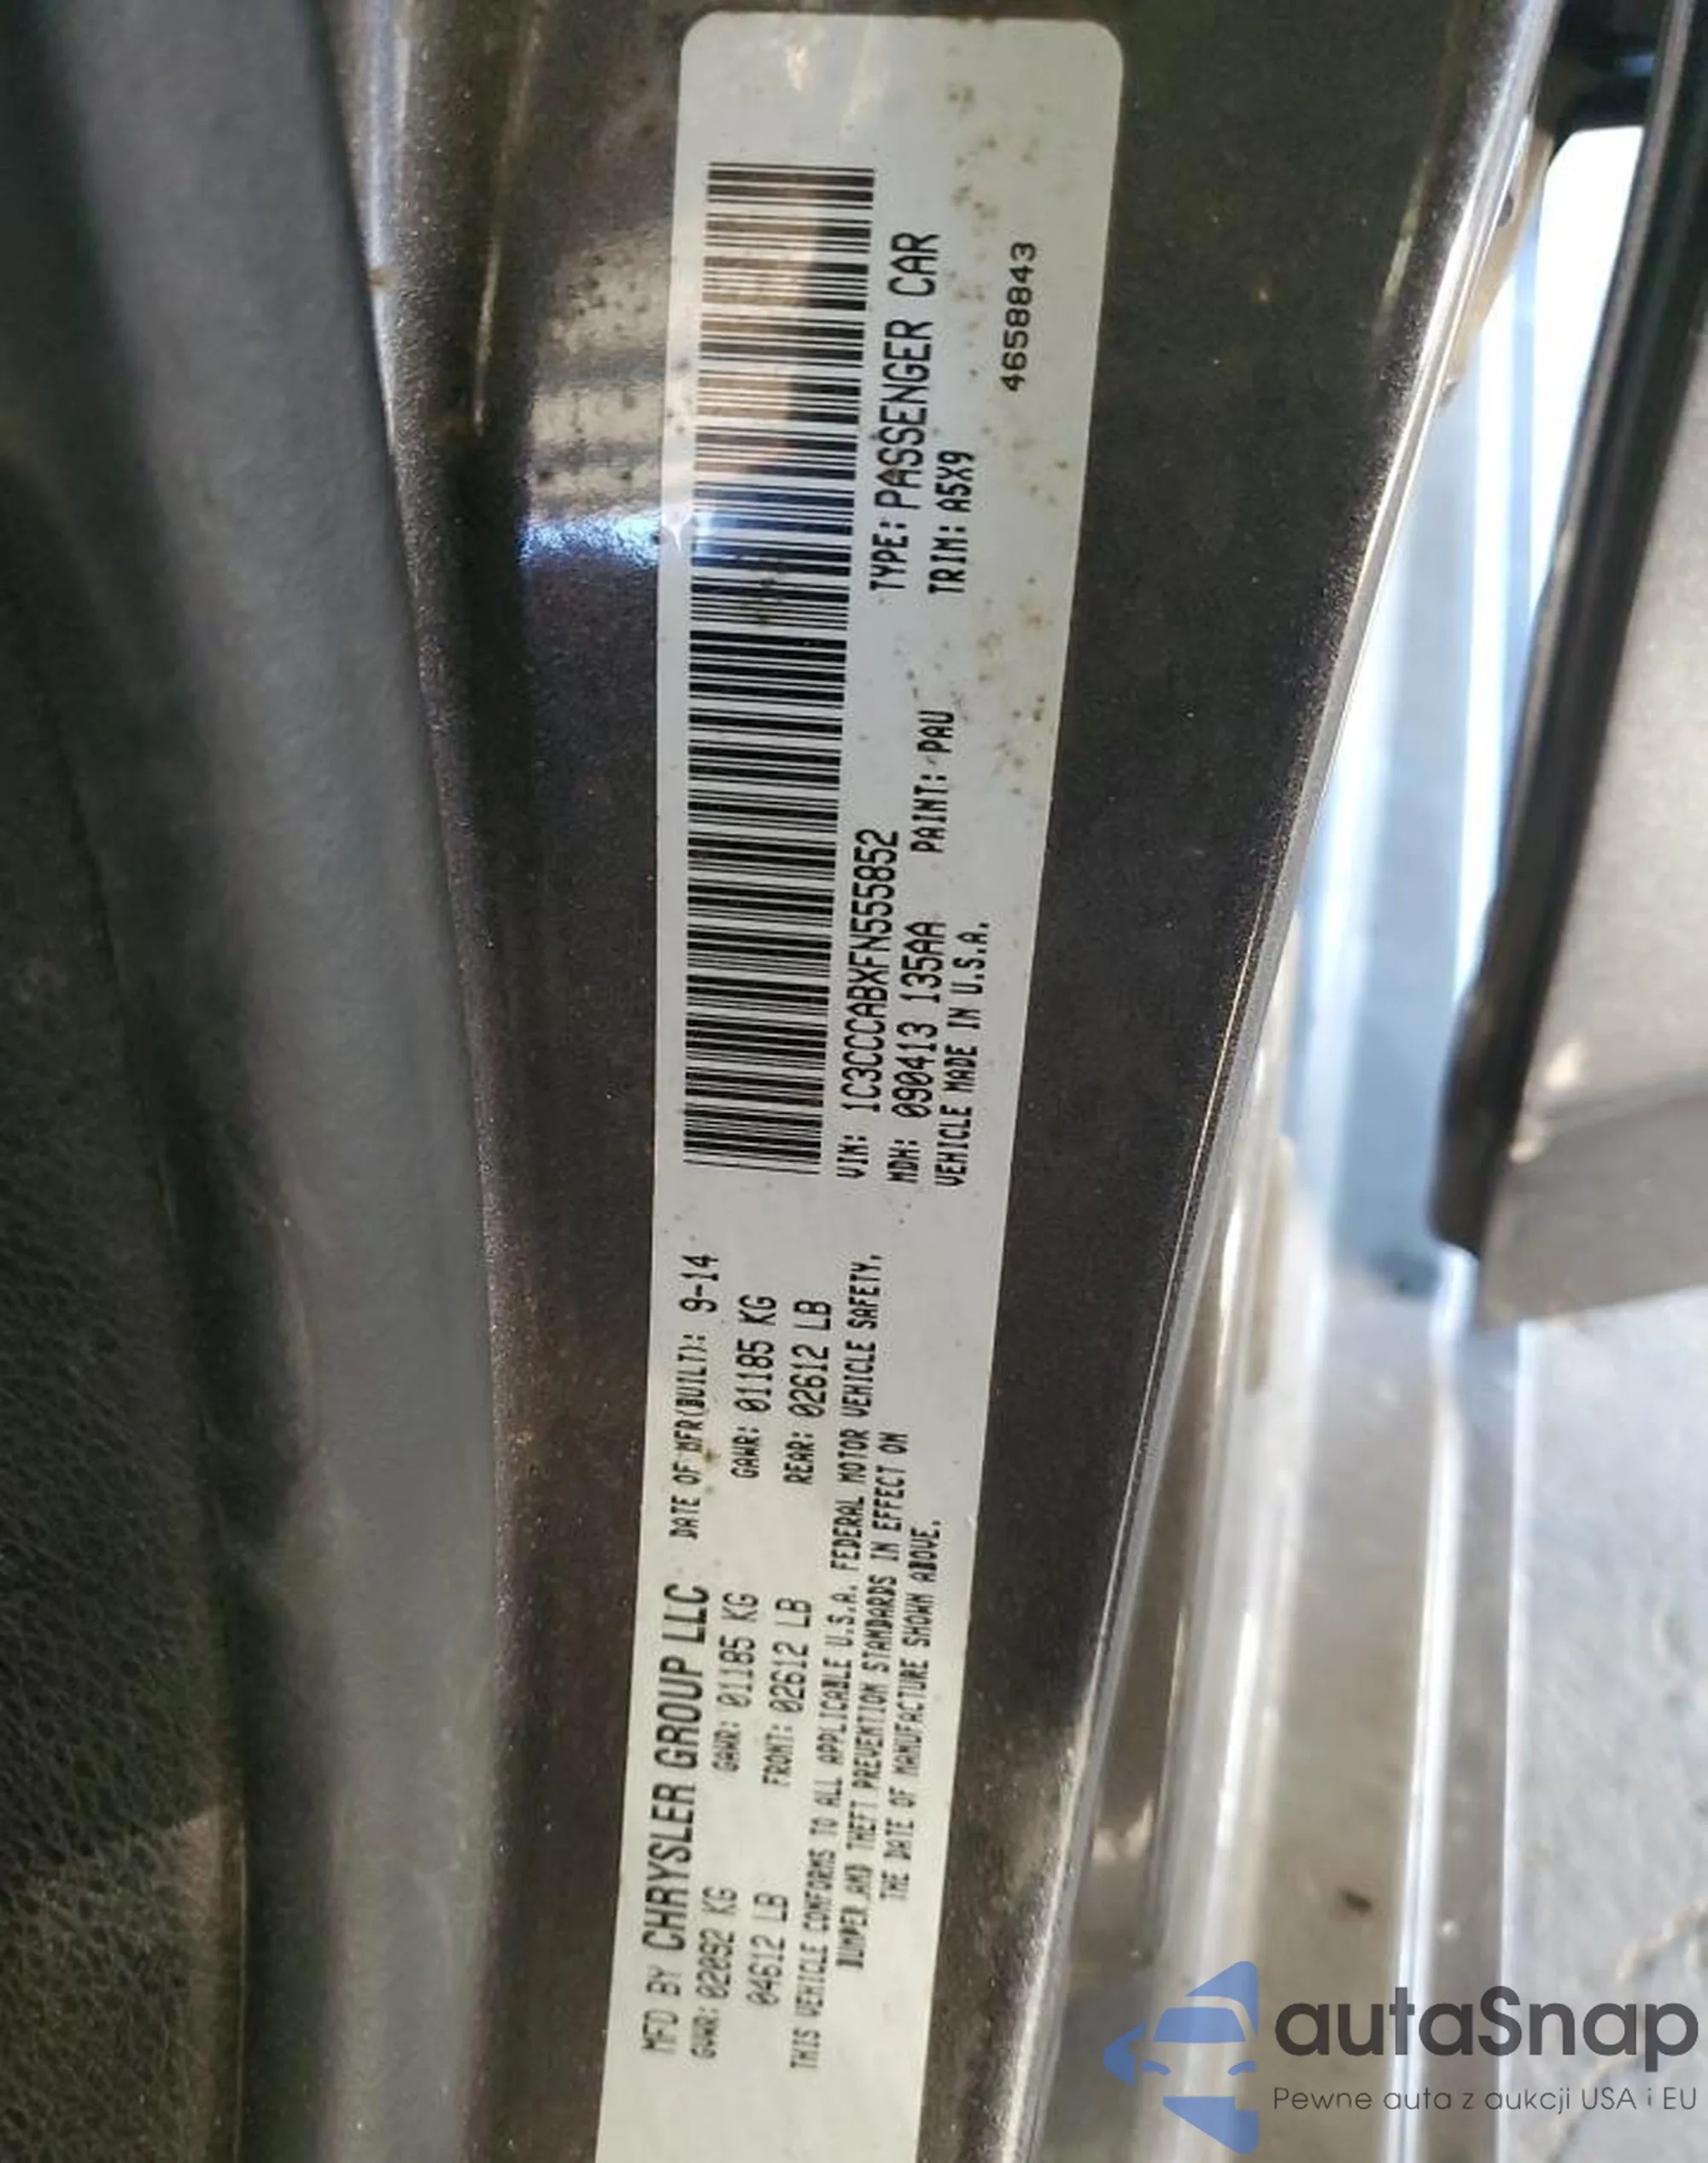 MFD BY CHRYSLER GROUP LLC DATE OF MFR(BUILT): 9-14
GVWR: 02092 KG GAWR: 01185 KG GAWR: 01185 KG
04612 LB FRONT: 02612 LB REAR: 02612 LB
THIS VEHICLE CONFORMS TO ALL APPLICABLE U.S.A. FEDERAL MOTOR VEHICLE SAFETY,
BUMPER AND THEFT PREVENTION STANDARDS IN EFFECT ON
THE DATE OF MANUFACTURE SHOWN ABOVE.
VIN: 1C3CCCABXFN555852 TYPE: PASSENGER CAR
MDH: 090413 135AA PAINT: PAU TRIM: A5X9
VEHICLE MADE IN U.S.A.
4658843
autaSnap
Pewne auta z aukcji USA i EU